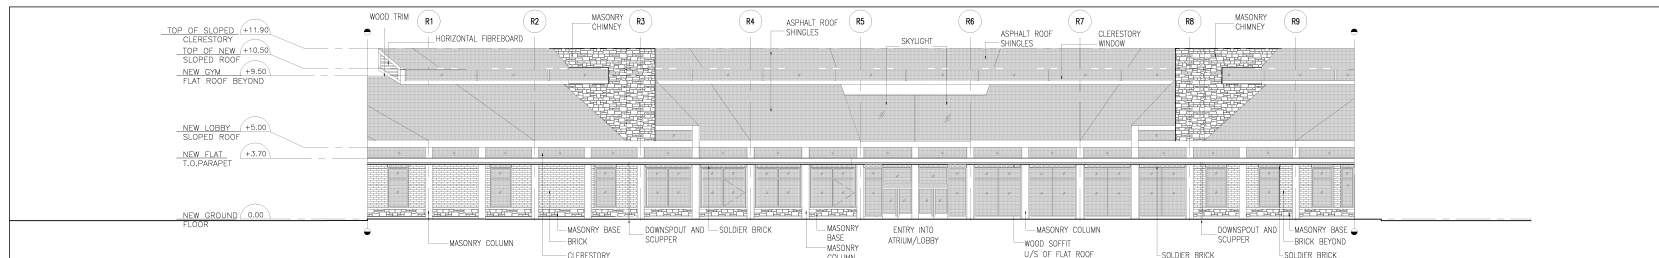 WOOD TRIM
R1
R2
MASONRY
CHIMNEY
R3
R4
ASPHALT ROOF
SHINGLES
R5
R6
ASPHALT ROOF
SHINGLES
R7
CLERESTORY
WINDOW
R8
MASONRY
CHIMNEY
R9
TOP OF SLOPED +11.90
CLERESTORY
HORIZONTAL FIBREBOARD
SKYLIGHT
TOP OF NEW +10.50
SLOPED ROOF
NEW GYM +9.50
FLAT ROOF BEYOND
NEW LOBBY +5.00
SLOPED ROOF
NEW FLAT +3.70
T.O.PARAPET
NEW GROUND 0.00
FLOOR
MASONRY COLUMN
MASONRY BASE
BRICK
CLERESTORY
DOWNSPOUT AND
SCUPPER
SOLDIER BRICK
MASONRY
BASE
MASONRY
COLUMN
ENTRY INTO
ATRIUM/LOBBY
MASONRY COLUMN
WOOD SOFFIT
U/S OF FLAT ROOF
SOLDIER BRICK
DOWNSPOUT AND
SCUPPER
MASONRY BASE
BRICK BEYOND
SOLDIER BRICK